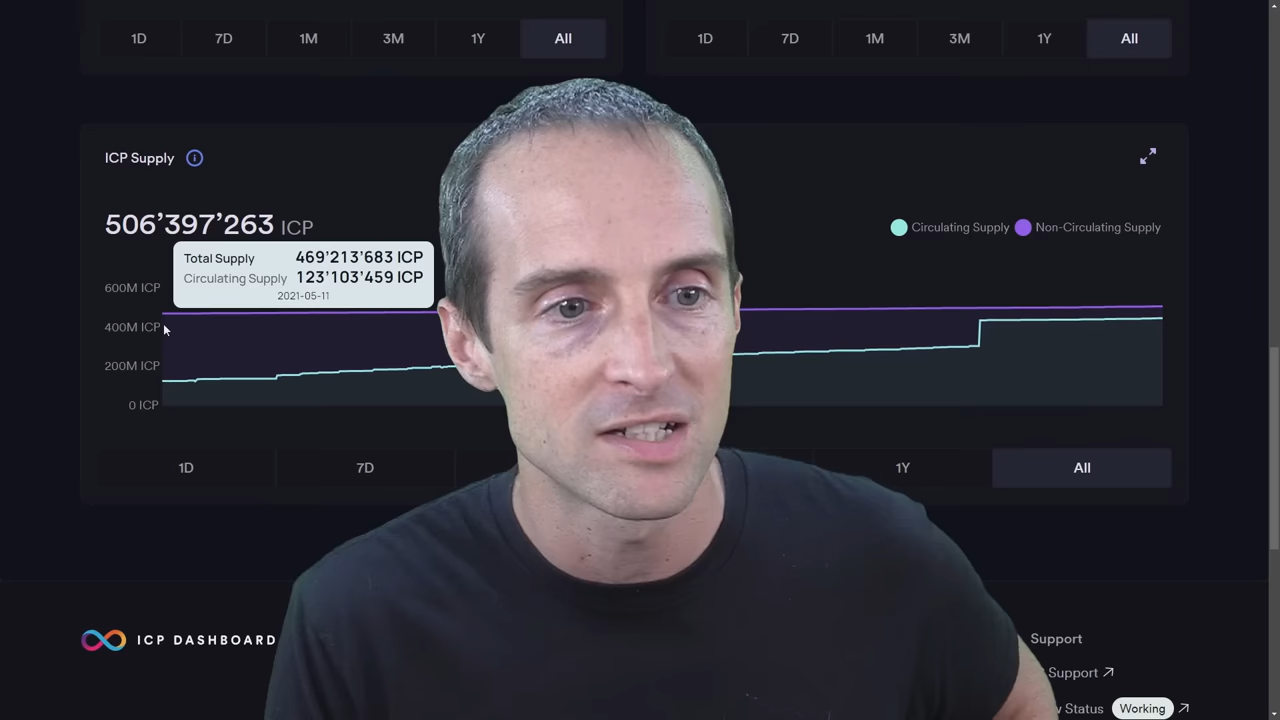 1D 7D 1M 3M 1Y All
1D 7D 1M 3M 1Y All
ICP Supply
506’397’263 ICP
Circulating Supply Non-Circulating Supply
Total Supply 469’213’683 ICP
Circulating Supply 123’103’459 ICP
2021-05-11
600M ICP
400M ICP
200M ICP
0 ICP
1D 7D 1Y All
ICP DASHBOARD
Support
Support
Status Working